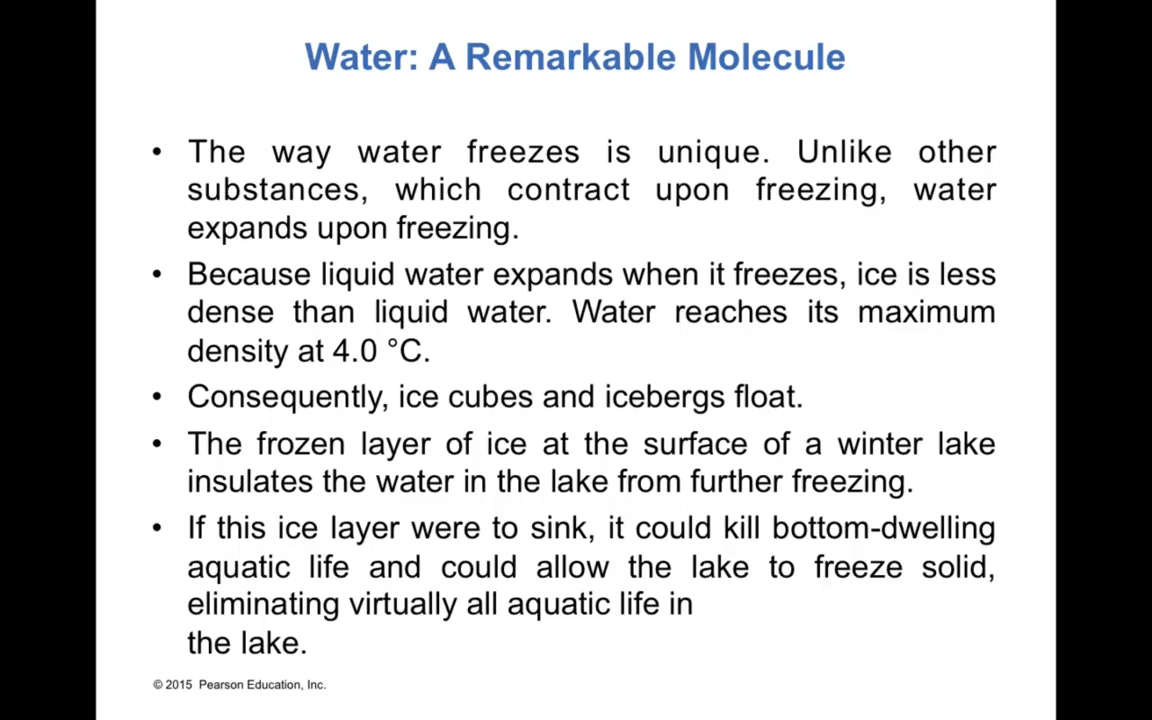 Water: A Remarkable Molecule
• The way water freezes is unique. Unlike other
substances, which contract upon freezing, water
expands upon freezing.
• Because liquid water expands when it freezes, ice is less
dense than liquid water. Water reaches its maximum
density at 4.0 °C.
• Consequently, ice cubes and icebergs float.
• The frozen layer of ice at the surface of a winter lake
insulates the water in the lake from further freezing.
• If this ice layer were to sink, it could kill bottom-dwelling
aquatic life and could allow the lake to freeze solid,
eliminating virtually all aquatic life in
the lake.
© 2015 Pearson Education, Inc.